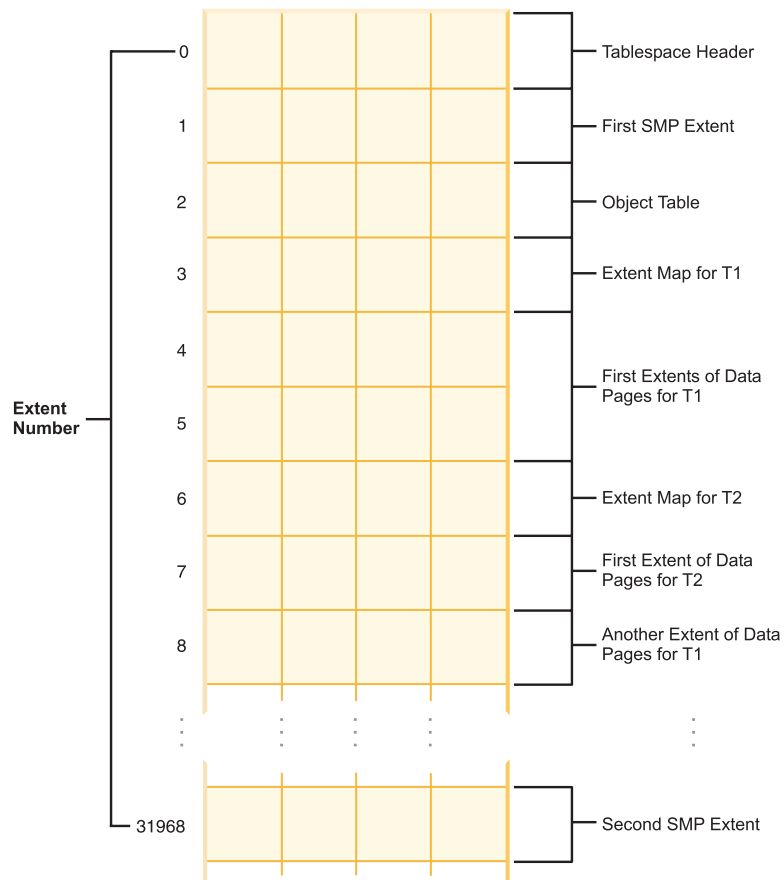 0
Tablespace Header
1
First SMP Extent
2
Object Table
3
Extent Map for T1
4
First Extents of Data
Pages for T1
Extent
Number
5
6
Extent Map for T2
7
First Extent of Data
Pages for T2
8
Another Extent of Data
Pages for T1
31968
Second SMP Extent